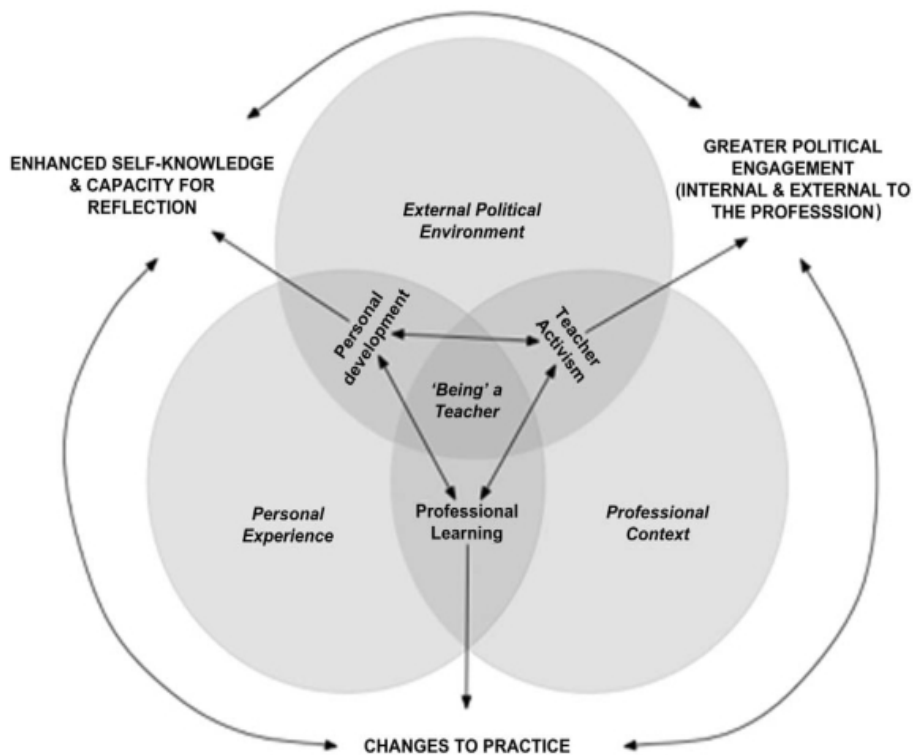 ENHANCED SELF-KNOWLEDGE
& CAPACITY FOR
REFLECTION
GREATER POLITICAL
ENGAGEMENT
(INTERNAL & EXTERNAL TO
THE PROFESSSION)
External Political
Environment
Personal
development
Teacher
Activism
‘Being’ a
Teacher
Personal
Experience
Professional
Learning
Professional
Context
CHANGES TO PRACTICE